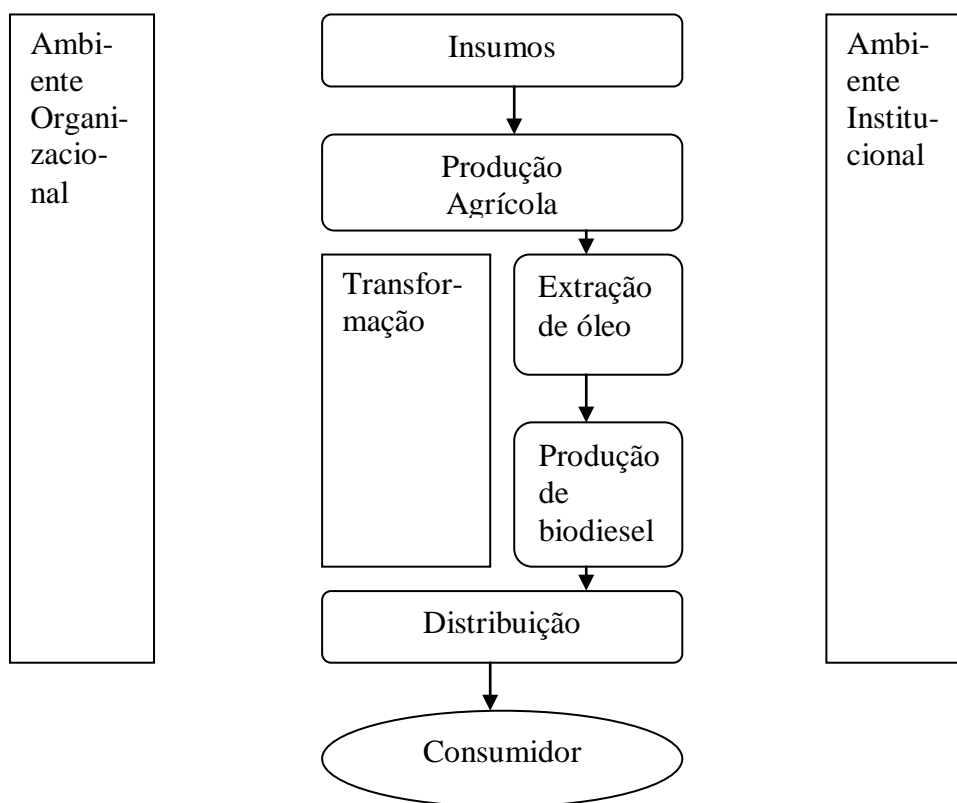 Ambi-
ente
Organi-
zacio-
nal
Insumos
Produção
Agrícola
Transfor-
mação
Extração
de óleo
Produção
de
biodiesel
Distribuição
Consumidor
Ambi-
ente
Institu-
cional